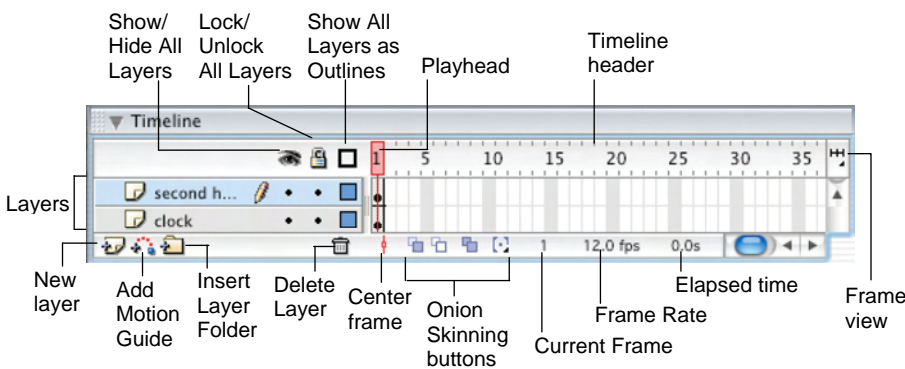 Show/
Hide All
Layers
Lock/
Unlock
All Layers
Show All
Layers as
Outlines
Playhead
Timeline
header
Timeline
1 5 10 15 20 25 30 35
Layers
second h...
clock
1 12.0 fps 0.0s
New
layer
Add
Motion
Guide
Insert
Layer
Folder
Delete
Layer
Center
frame
Onion
Skinning
buttons
Current Frame
Frame Rate
Elapsed time
Frame
view